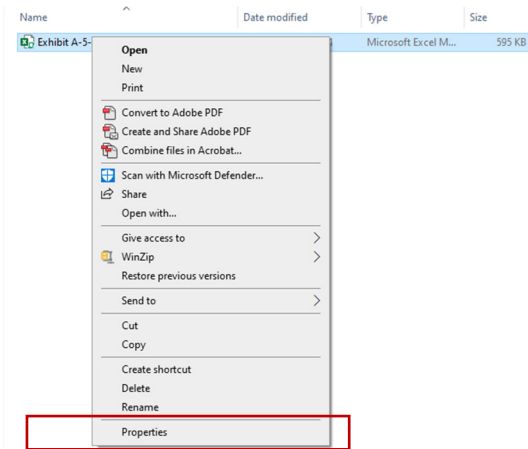 Name Date modified Type Size
Exhibit A-5- Microsoft Excel M... 595 KB
Open
New
Print
Convert to Adobe PDF
Create and Share Adobe PDF
Combine files in Acrobat...
Scan with Microsoft Defender...
Share
Open with...
Give access to
WinZip
Restore previous versions
Send to
Cut
Copy
Create shortcut
Delete
Rename
Properties